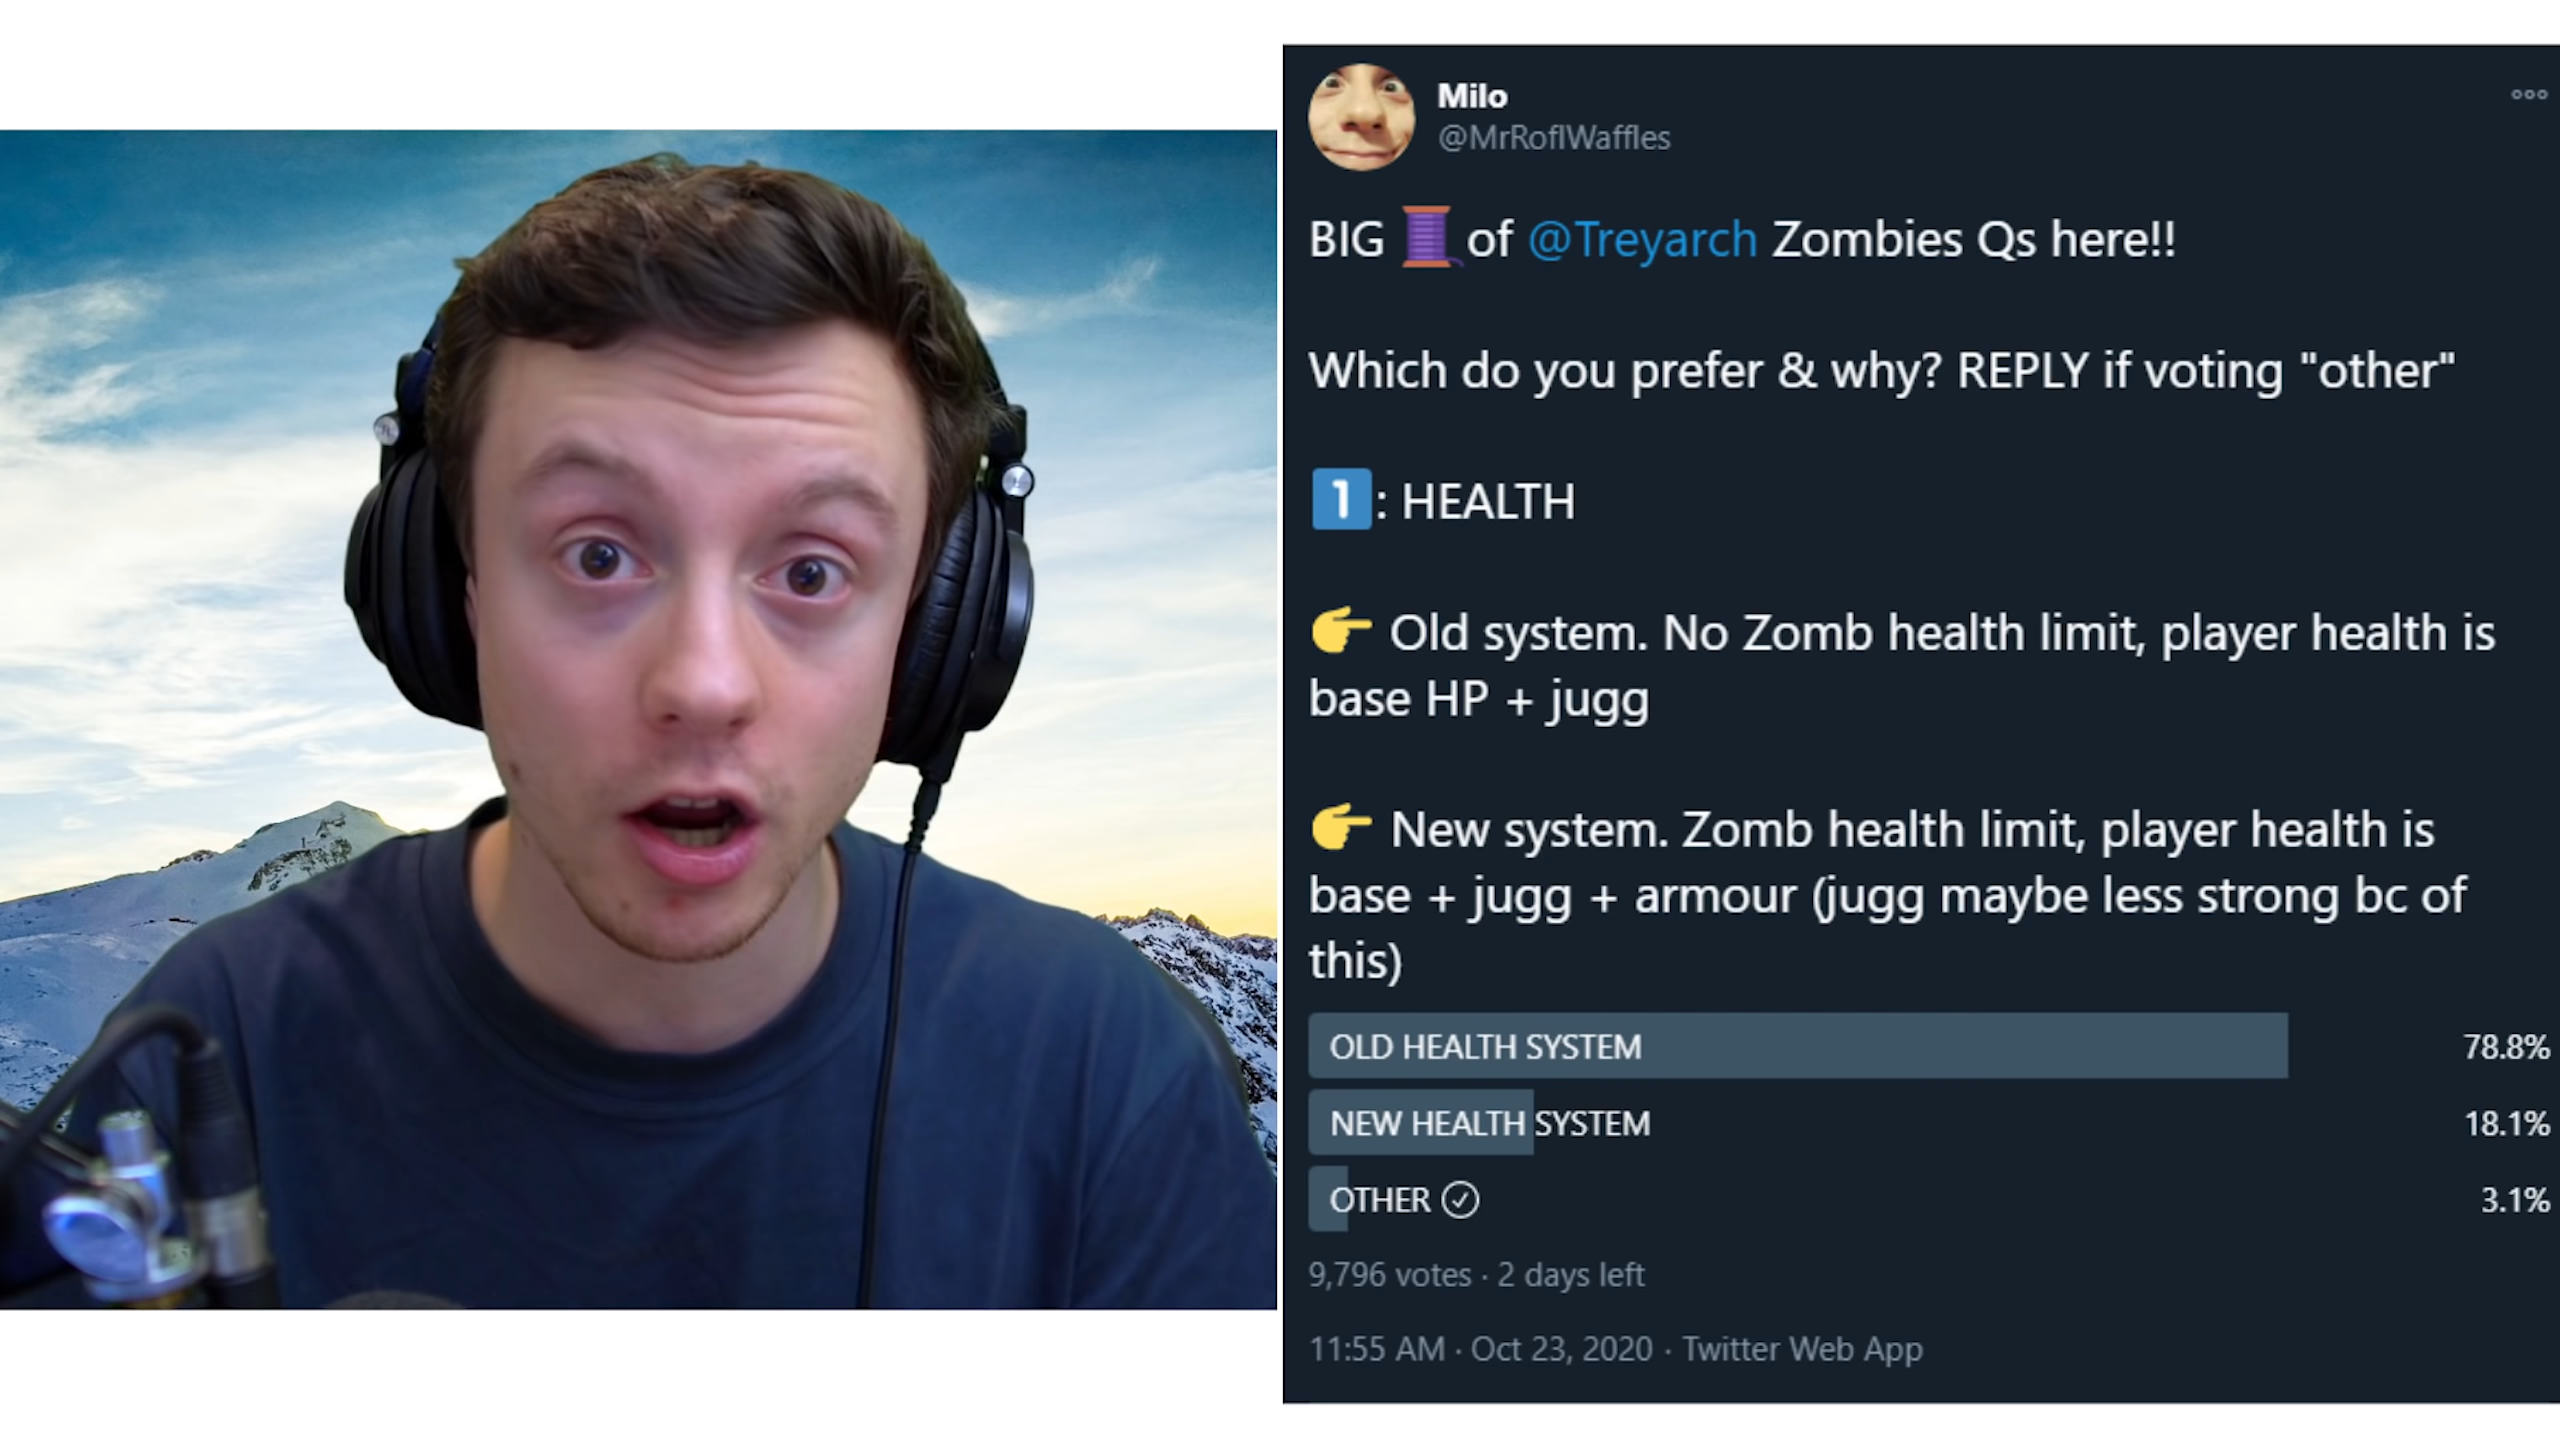 Milo
@MrRoflWaffles
BIG 🧵 of @Treyarch Zombies Qs here!!
Which do you prefer & why? REPLY if voting "other"
1️⃣: HEALTH
👉 Old system. No Zomb health limit, player health is
base HP + jugg
👉 New system. Zomb health limit, player health is
base + jugg + armour (jugg maybe less strong bc of
this)
OLD HEALTH SYSTEM 78.8%
NEW HEALTH SYSTEM 18.1%
OTHER 3.1%
9,796 votes · 2 days left
11:55 AM · Oct 23, 2020 · Twitter Web App